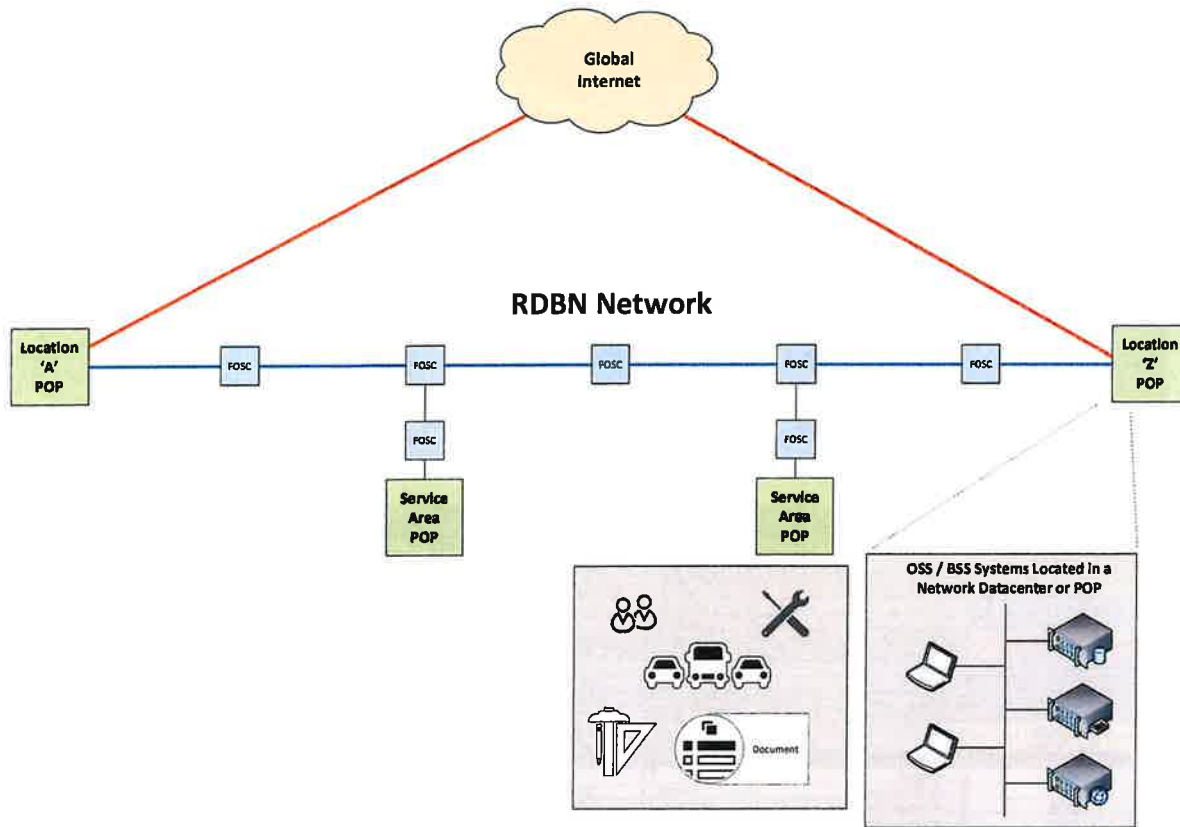 Global
Internet
RDBN Network
Location
'A'
POP
FOSC
FOSC
FOSC
FOSC
FOSC
Location
'Z'
POP
FOSC
FOSC
Service
Area
POP
Service
Area
POP
OSS / BSS Systems Located in a
Network Datacenter or POP
Document